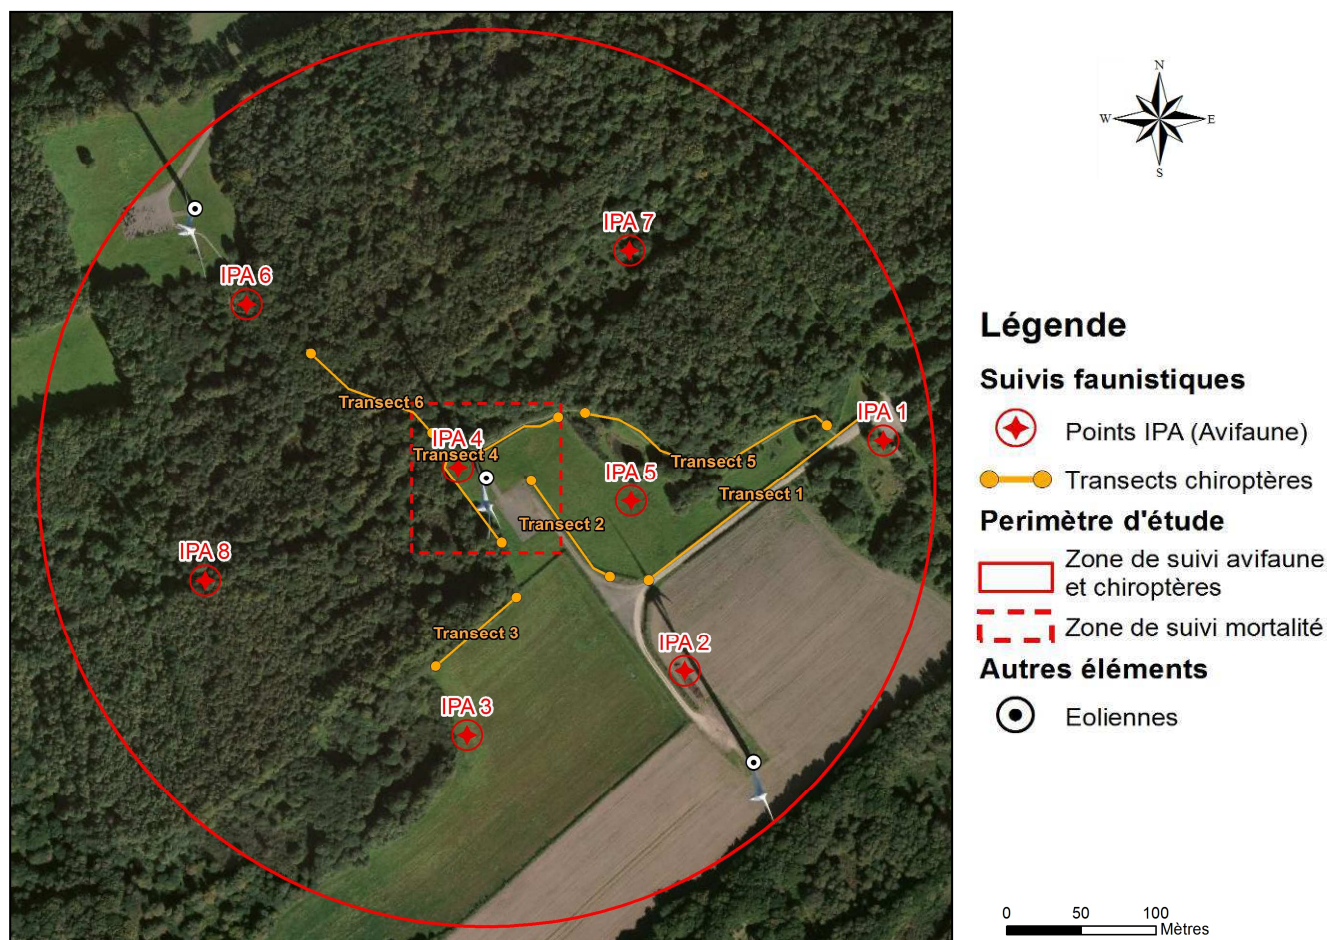 N
W
E
S
IPA 7
IPA 6
Transect 6
IPA 4
Transect 4
IPA 1
Transect 5
IPA 5
Transect 1
Transect 2
IPA 8
Transect 3
IPA 2
IPA 3
Légende
Suivis faunistiques
Points IPA (Avifaune)
Transects chiroptères
Perimètre d'étude
Zone de suivi avifaune
et chiroptères
Zone de suivi mortalité
Autres éléments
Eoliennes
0 50 100
Mètres